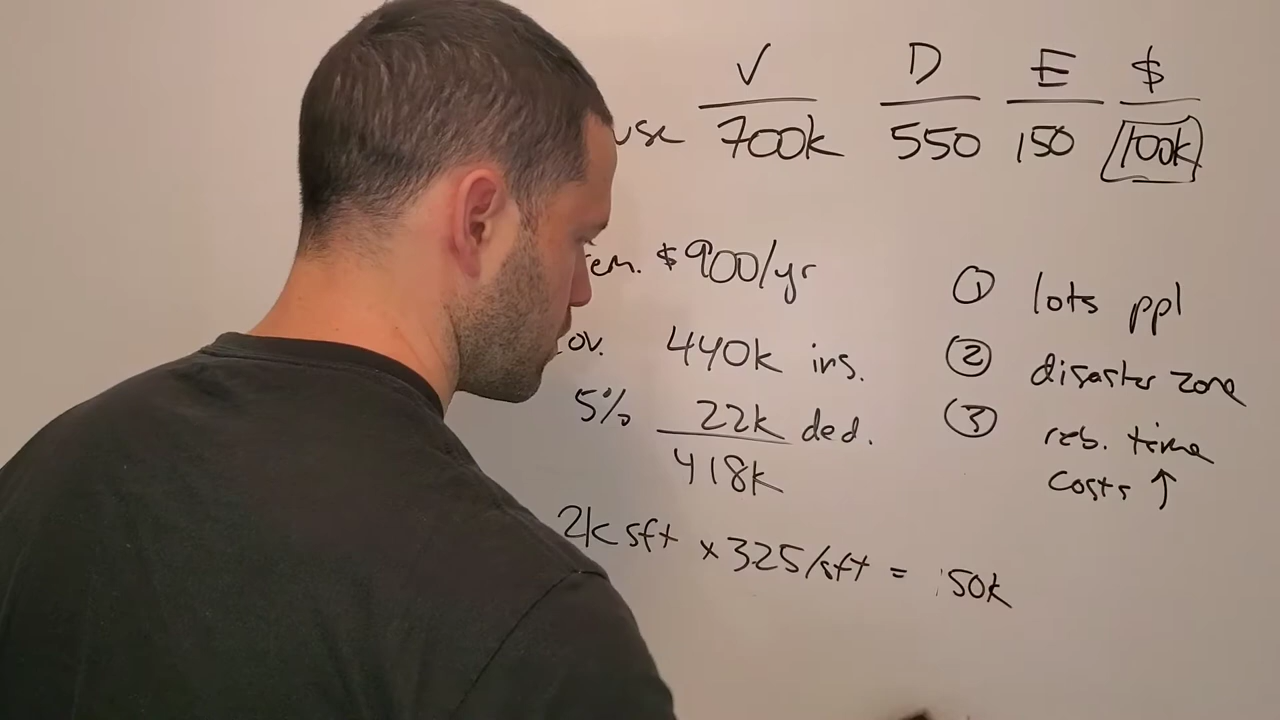 V D E $
use 700k 550 150 100k
em. $900/yr
ov. 440k ins.
5% 22k ded.
418k
2k sft × 325/sft = 50k
① lots ppl
② disaster zone
③ reb. time
costs ↑